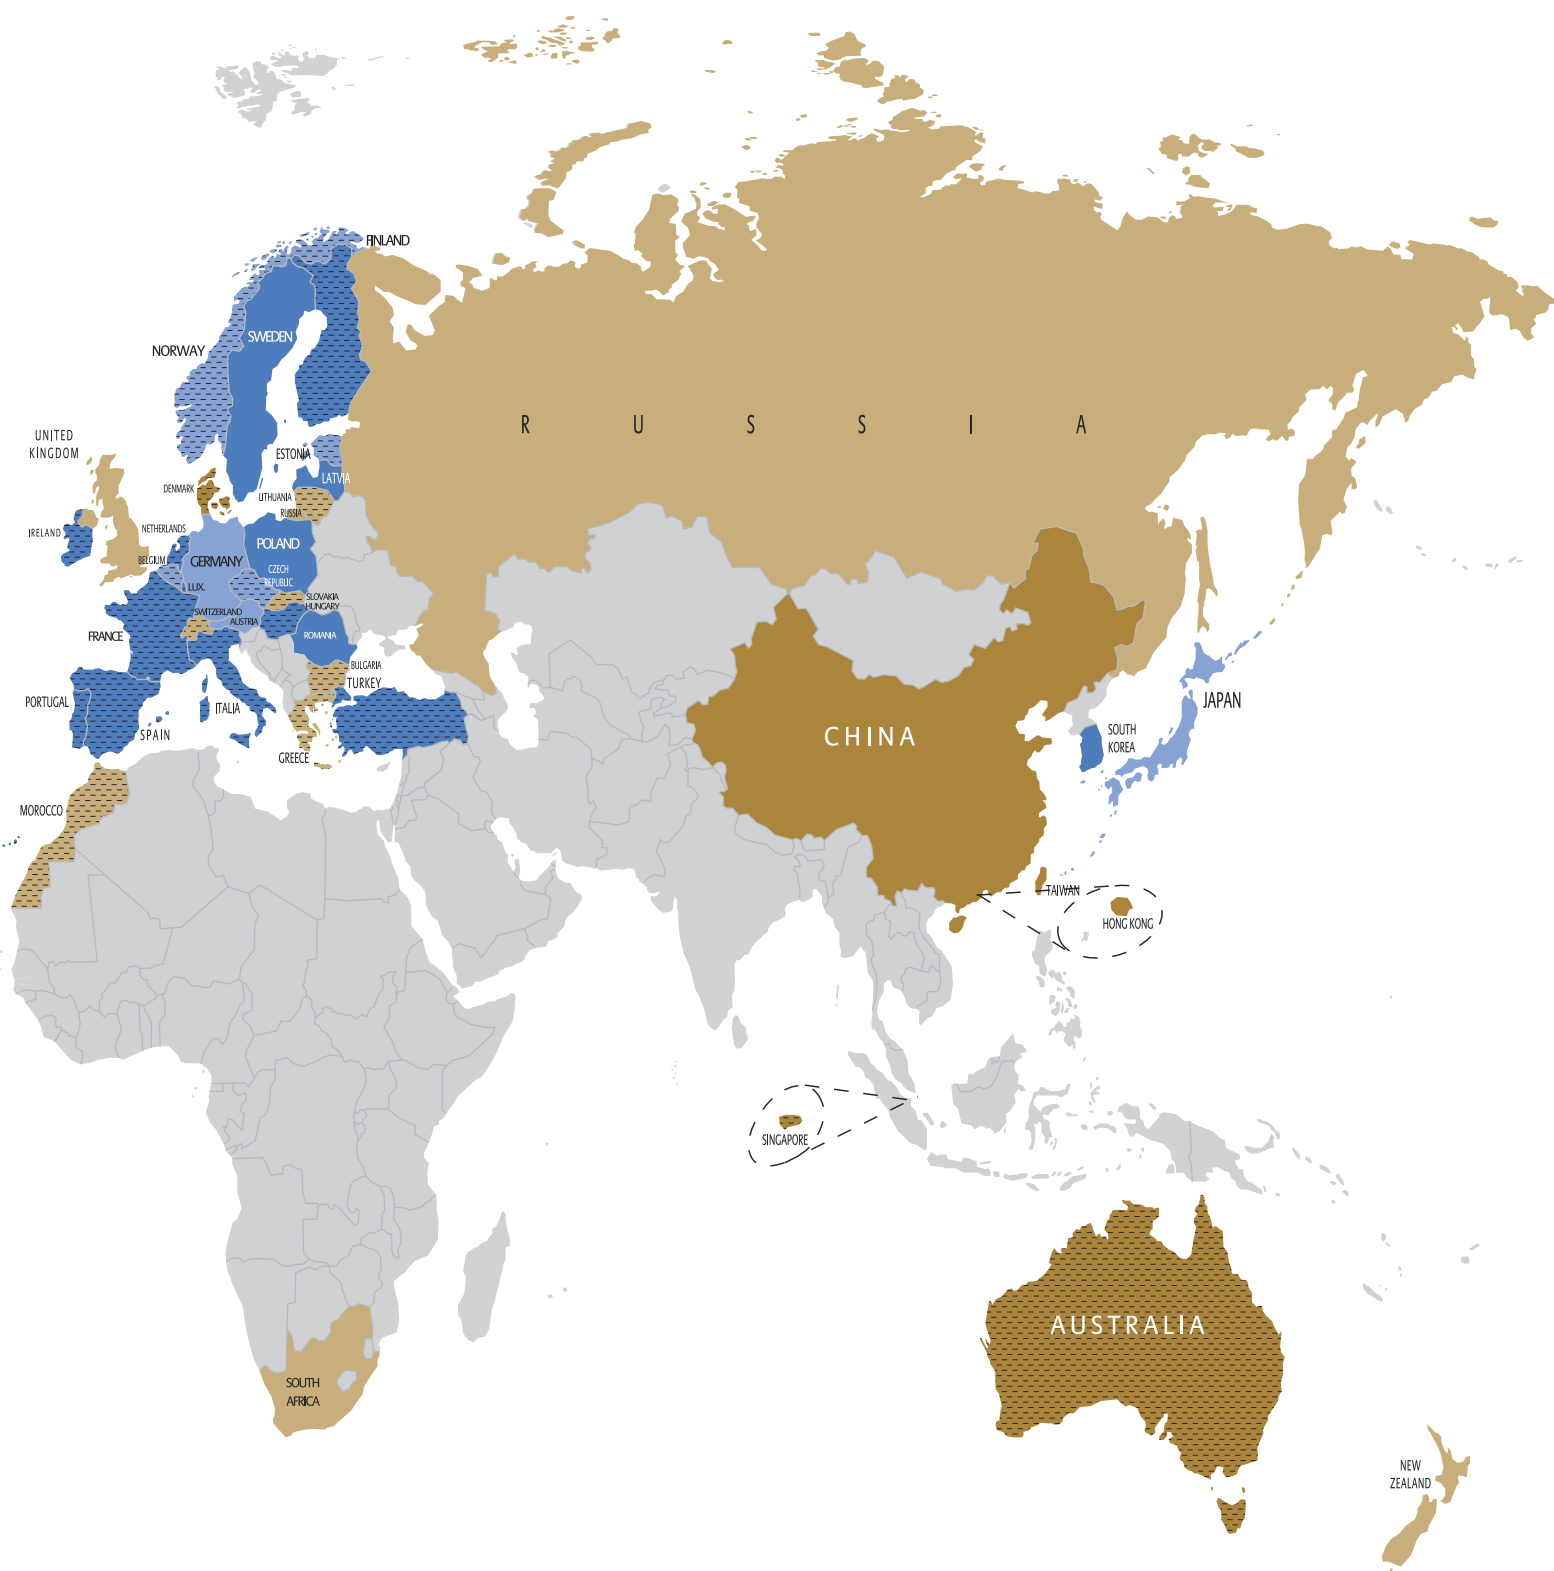 FINLAND
SWEDEN
NORWAY
UNITED
KINGDOM
ESTONIA
LATVIA
DENMARK
LITHUANIA
RUSSIA
R U S S I A
IRELAND
NETHERLANDS
POLAND
BELGIUM
GERMANY
CZECH
REPUBLIC
LUX.
SLOVAKIA
HUNGARY
SWITZERLAND
AUSTRIA
FRANCE
ROMANIA
BULGARIA
TURKEY
PORTUGAL
ITALIA
SPAIN
GREECE
MOROCCO
CHINA
JAPAN
SOUTH
KOREA
TAIWAN
HONG KONG
SINGAPORE
AUSTRALIA
SOUTH
AFRICA
NEW
ZEALAND